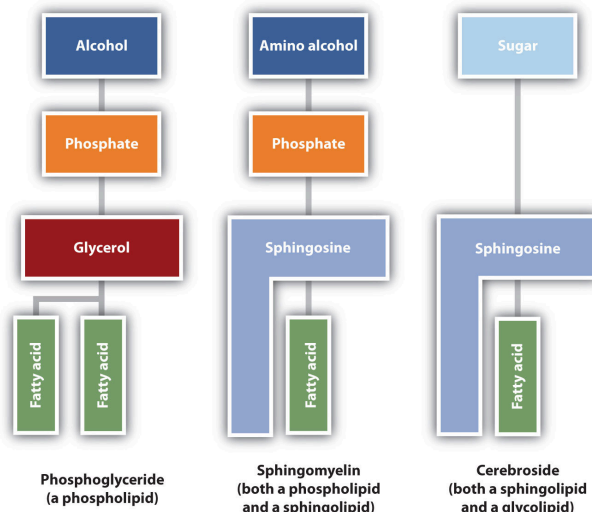 Alcohol
Phosphate
Glycerol
Fatty acid
Fatty acid
Phosphoglyceride
(a phospholipid)
Amino alcohol
Phosphate
Sphingosine
Fatty acid
Sphingomyelin
(both a phospholipid
and a sphingolipid)
Sugar
Sphingosine
Fatty acid
Cerebroside
(both a sphingolipid
and a glycolipid)